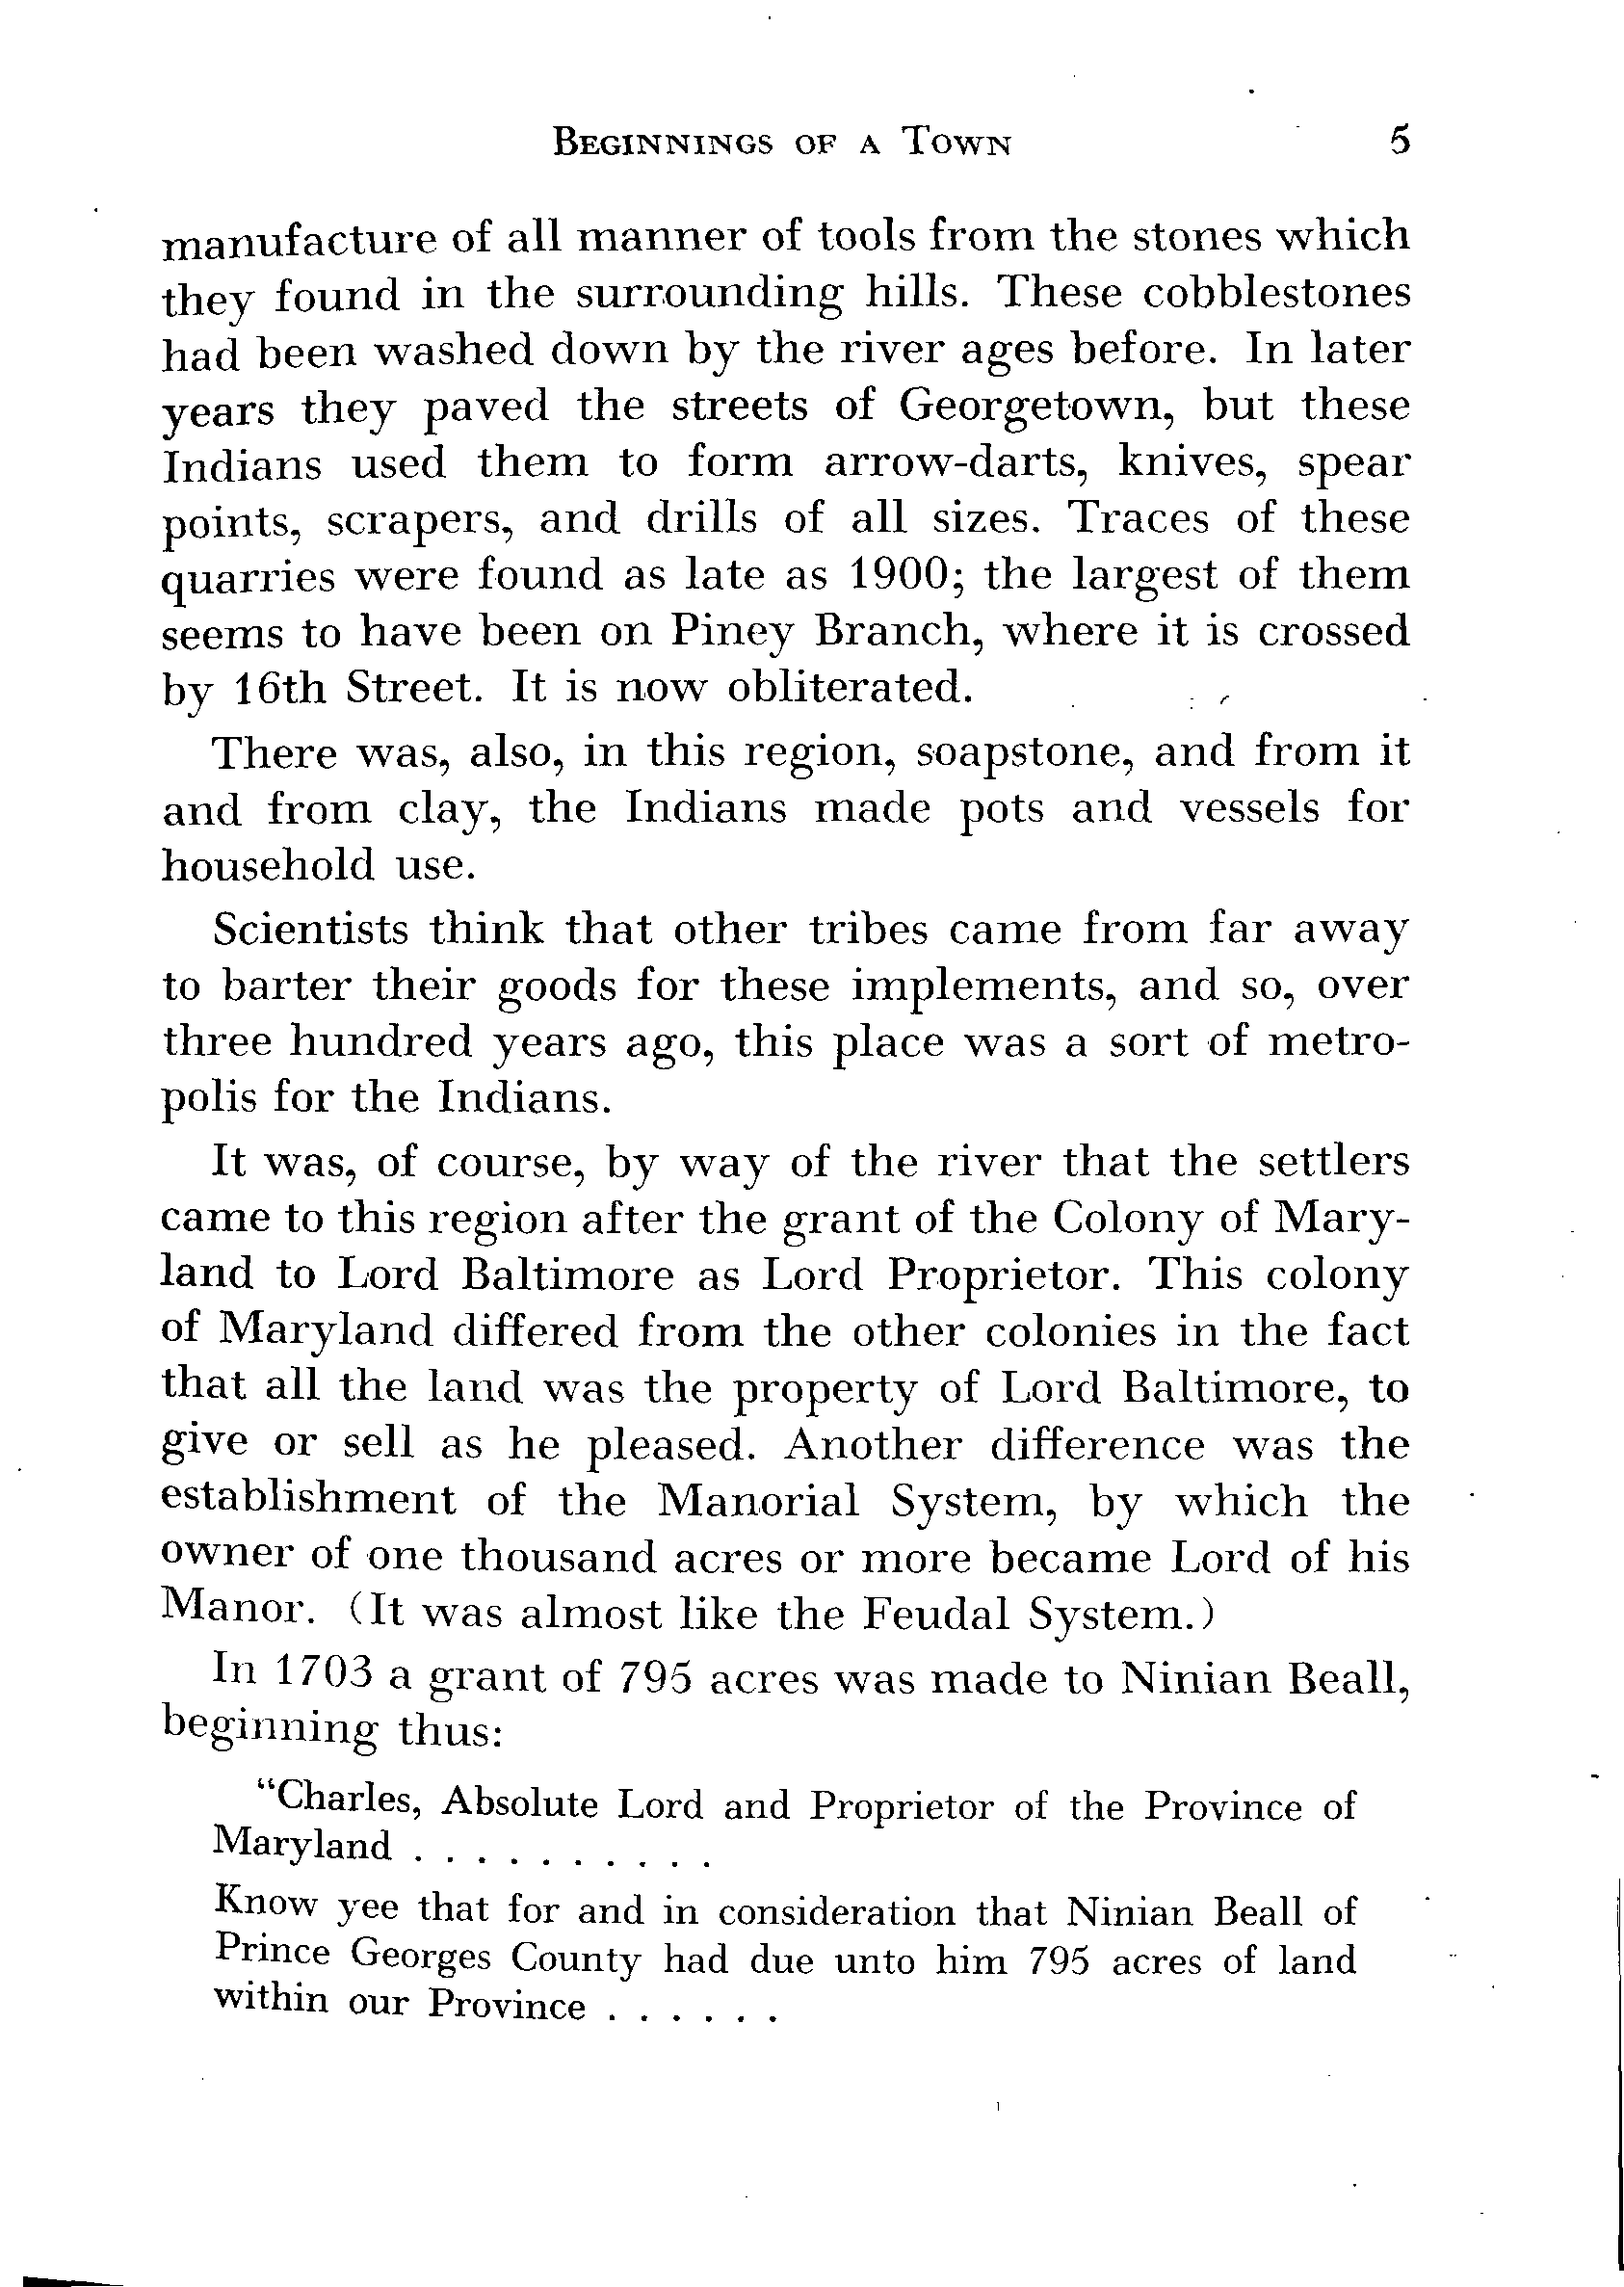 BEGINNINGS OF A TOWN 5
manufacture of all manner of tools from the stones which
they found in the surrounding hills. These cobblestones
had been washed down by the river ages before. In later
years they paved the streets of Georgetown, but these
Indians used them to form arrow-darts, knives, spear
points, scrapers, and drills of all sizes. Traces of these
quarries were found as late as 1900; the largest of them
seems to have been on Piney Branch, where it is crossed
by 16th Street. It is now obliterated.
There was, also, in this region, soapstone, and from it
and from clay, the Indians made pots and vessels for
household use.
Scientists think that other tribes came from far away
to barter their goods for these implements, and so, over
three hundred years ago, this place was a sort of metro-
polis for the Indians.
It was, of course, by way of the river that the settlers
came to this region after the grant of the Colony of Mary-
land to Lord Baltimore as Lord Proprietor. This colony
of Maryland differed from the other colonies in the fact
that all the land was the property of Lord Baltimore, to
give or sell as he pleased. Another difference was the
establishment of the Manorial System, by which the
owner of one thousand acres or more became Lord of his
Manor. (It was almost like the Feudal System.)
In 1703 a grant of 795 acres was made to Ninian Beall,
beginning thus:
“Charles, Absolute Lord and Proprietor of the Province of
Maryland . . . . . . . . . .
Know yee that for and in consideration that Ninian Beall of
Prince Georges County had due unto him 795 acres of land
within our Province . . . . . .